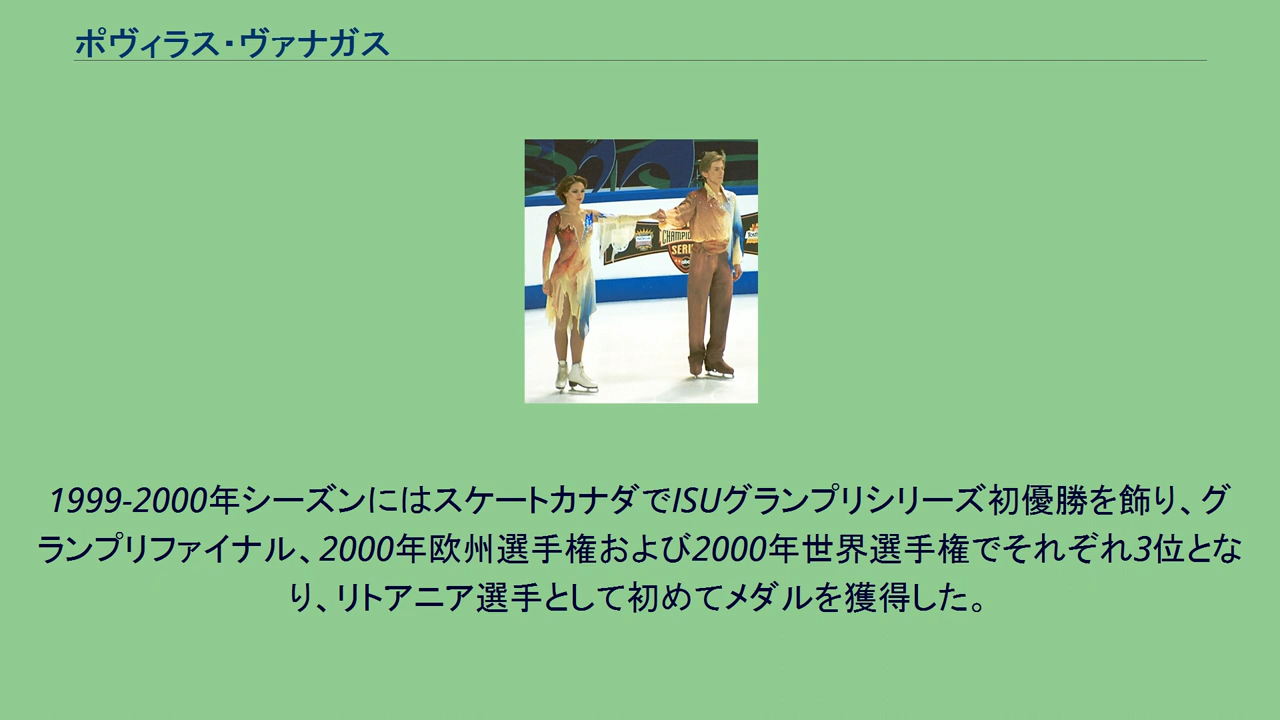 ポヴィラス・ヴァナガス
CHAMPION
SERI
1999-2000年シーズンにはスケートカナダでISUグランプリシリーズ初優勝を飾り、グ
ランプリファイナル、2000年欧州選手権および2000年世界選手権でそれぞれ3位とな
り、リトアニア選手として初めてメダルを獲得した。